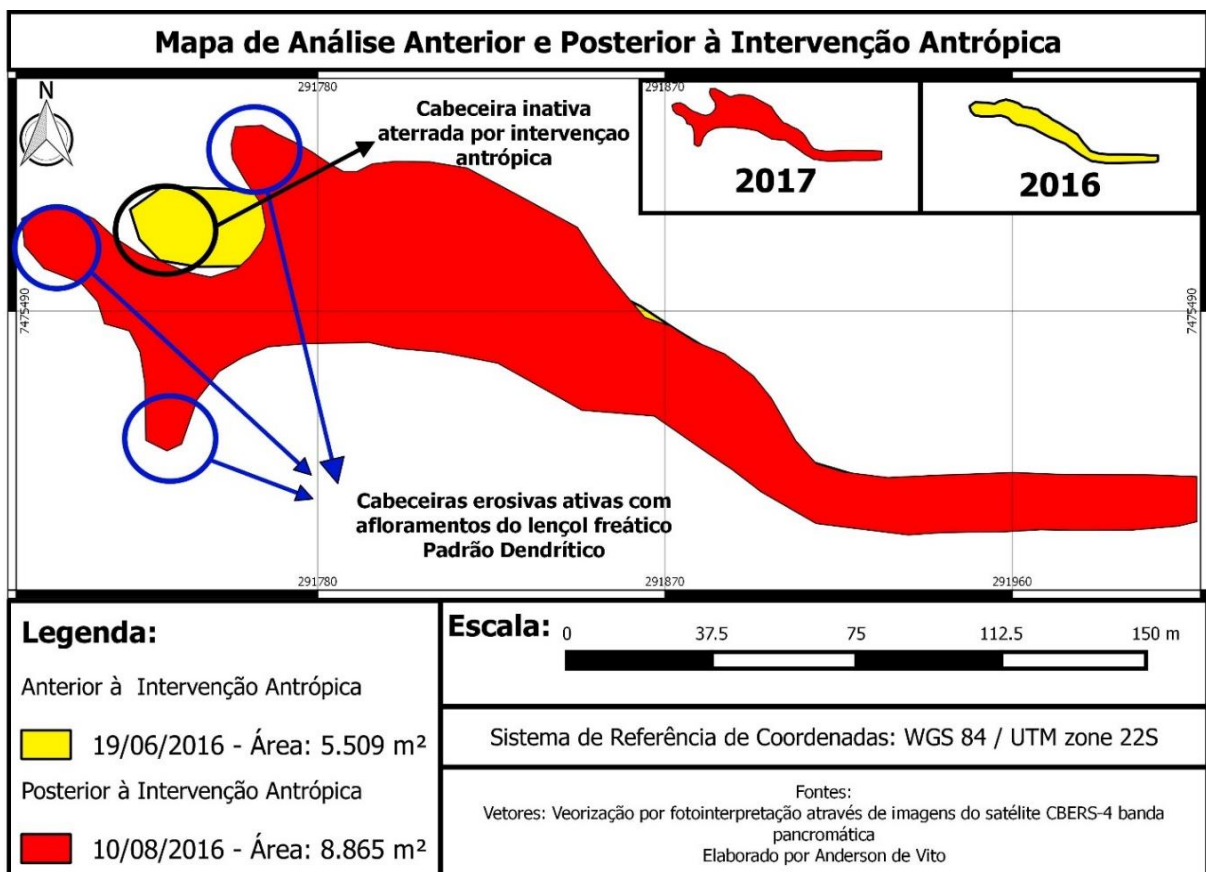 Mapa de Análise Anterior e Posterior à Intervenção Antrópica
N
291780
291870
Cabeceira inativa
aterrada por intervençao
antrópica
2017
2016
7475490
7475490
Cabeceiras erosivas ativas com
afloramentos do lençol freático
Padrão Dendrítico
291780
291870
291960
Legenda:
Anterior à Intervenção Antrópica
19/06/2016 - Área: 5.509 m²
Posterior à Intervenção Antrópica
10/08/2016 - Área: 8.865 m²
Escala:
0 37.5 75 112.5 150 m
Sistema de Referência de Coordenadas: WGS 84 / UTM zone 22S
Fontes:
Vetores: Veorização por fotointerpretação através de imagens do satélite CBERS-4 banda
pancromática
Elaborado por Anderson de Vito